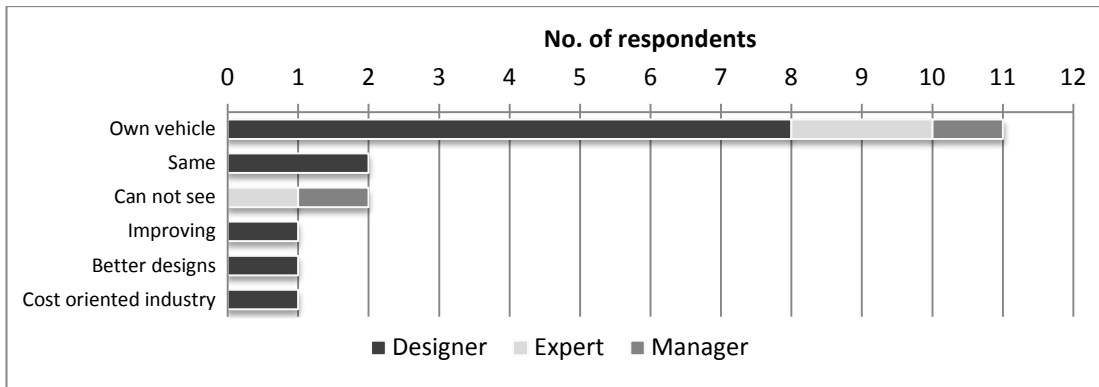 No. of respondents
0 1 2 3 4 5 6 7 8 9 10 11 12
Own vehicle
Same
Can not see
Improving
Better designs
Cost oriented industry
Designer Expert Manager